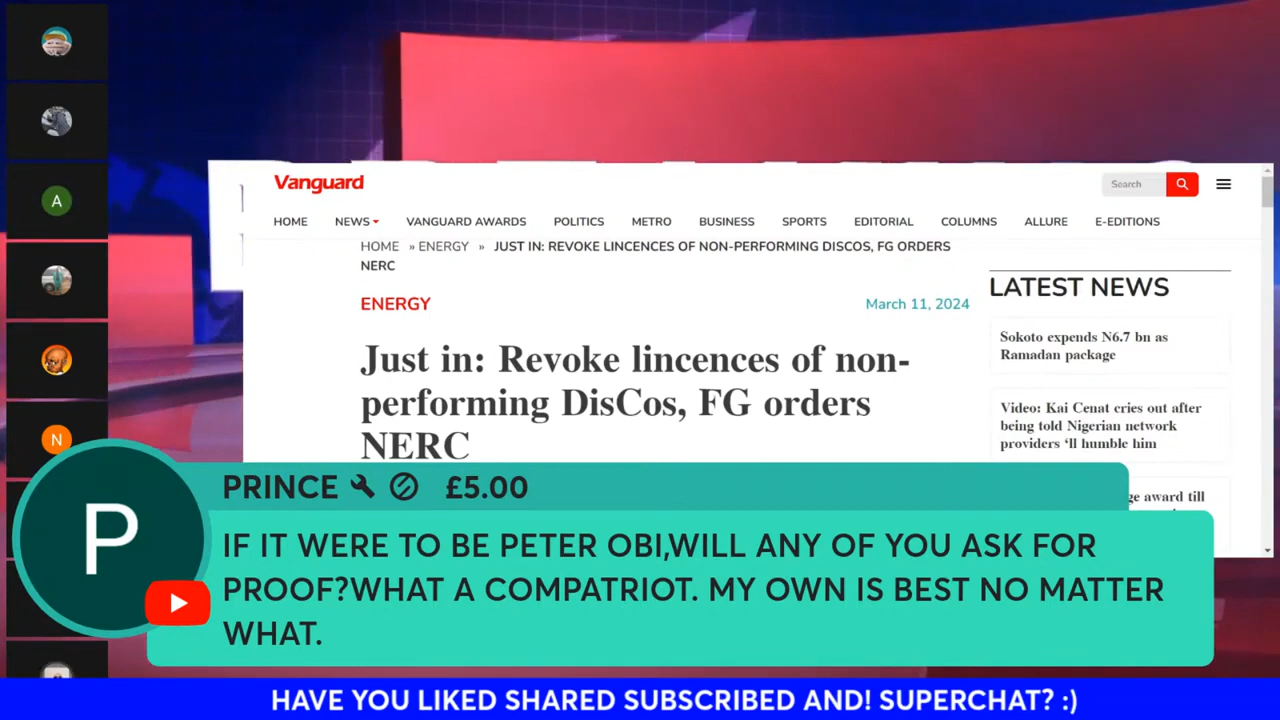 Vanguard
Search
HOME NEWS VANGUARD AWARDS POLITICS METRO BUSINESS SPORTS EDITORIAL COLUMNS ALLURE E-EDITIONS
HOME » ENERGY » JUST IN: REVOKE LINCENCES OF NON-PERFORMING DISCOS, FG ORDERS
NERC
ENERGY
March 11, 2024
Just in: Revoke lincences of non-
performing DisCos, FG orders
NERC
LATEST NEWS
Sokoto expends N6.7 bn as
Ramadan package
Video: Kai Cenat cries out after
being told Nigerian network
providers ‘ll humble him
award till
A
N
P
PRINCE £5.00
IF IT WERE TO BE PETER OBI,WILL ANY OF YOU ASK FOR
PROOF?WHAT A COMPATRIOT. MY OWN IS BEST NO MATTER
WHAT.
HAVE YOU LIKED SHARED SUBSCRIBED AND! SUPERCHAT? :)